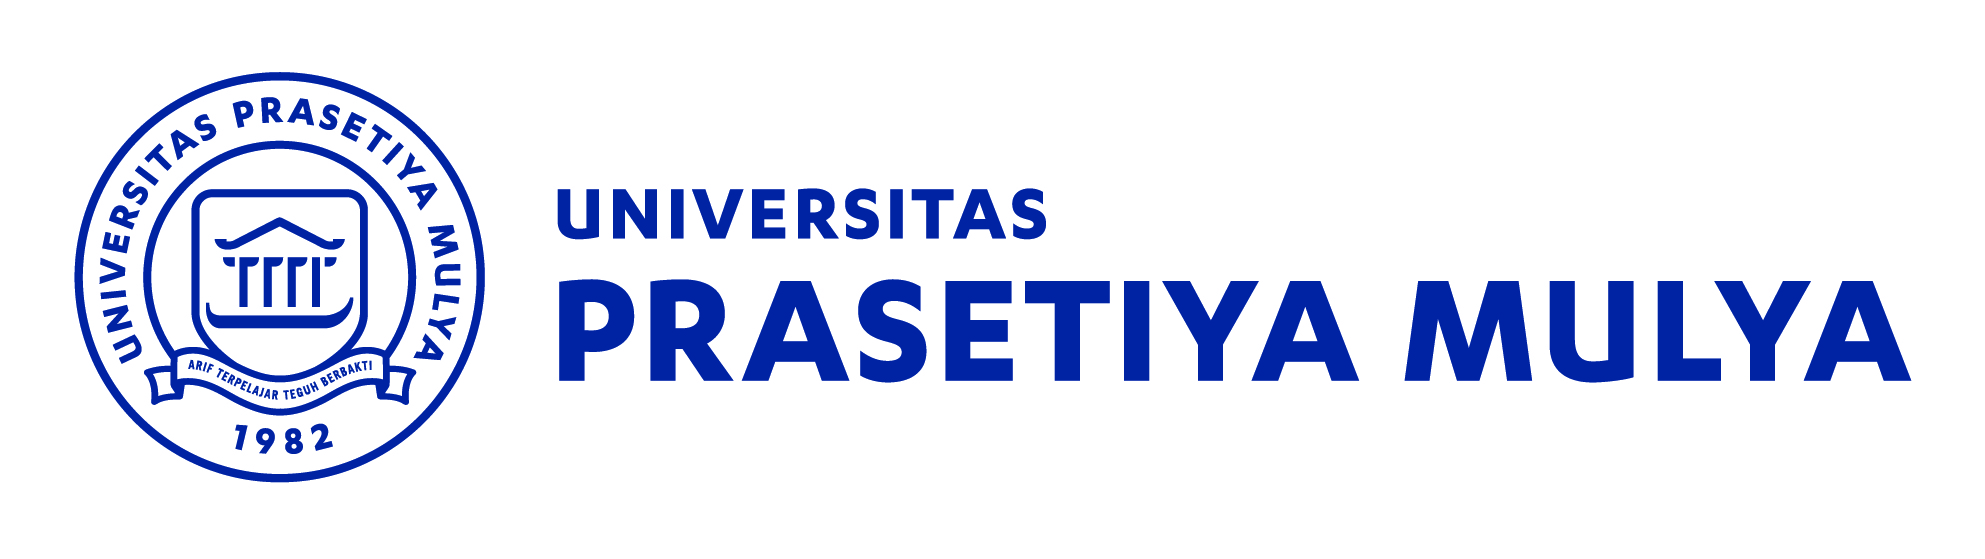 UNIVERSITAS PRASETIYA MULYA
ARIF TERPELAJAR TEGUH BERBAKTI
1982
UNIVERSITAS
PRASETIYA MULYA